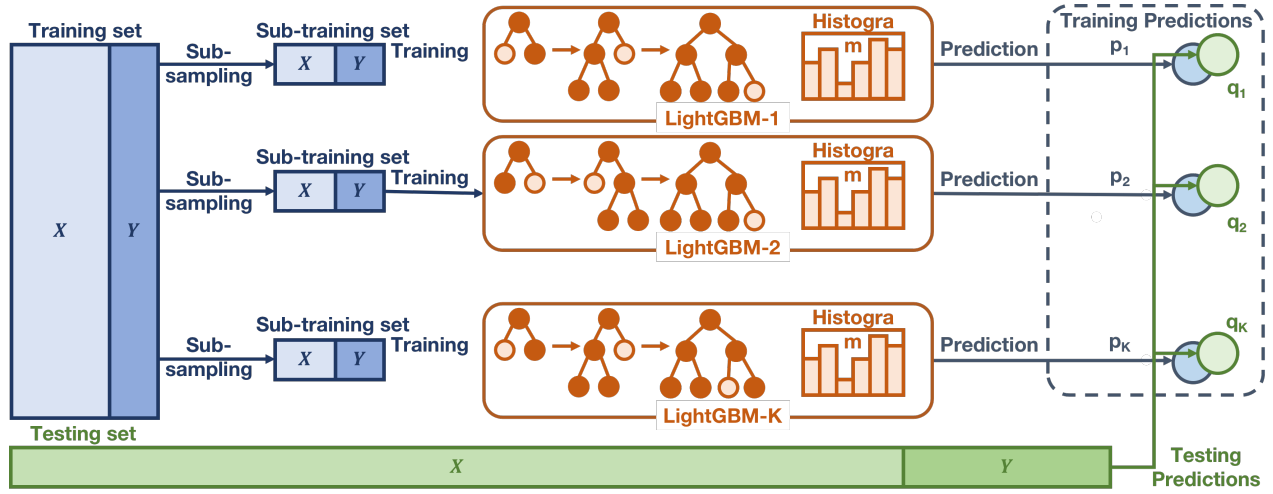 Training set
X
Y
Sub-
sampling
Sub-training set
X
Y
Training
Histogra
m
LightGBM-1
Prediction
Training Predictions
p1
q1
Sub-
sampling
Sub-training set
X
Y
Training
Histogra
m
LightGBM-2
Prediction
p2
q2
Sub-
sampling
Sub-training set
X
Y
Training
Histogra
m
LightGBM-K
Prediction
pK
qK
Testing set
X
Y
Testing
Predictions